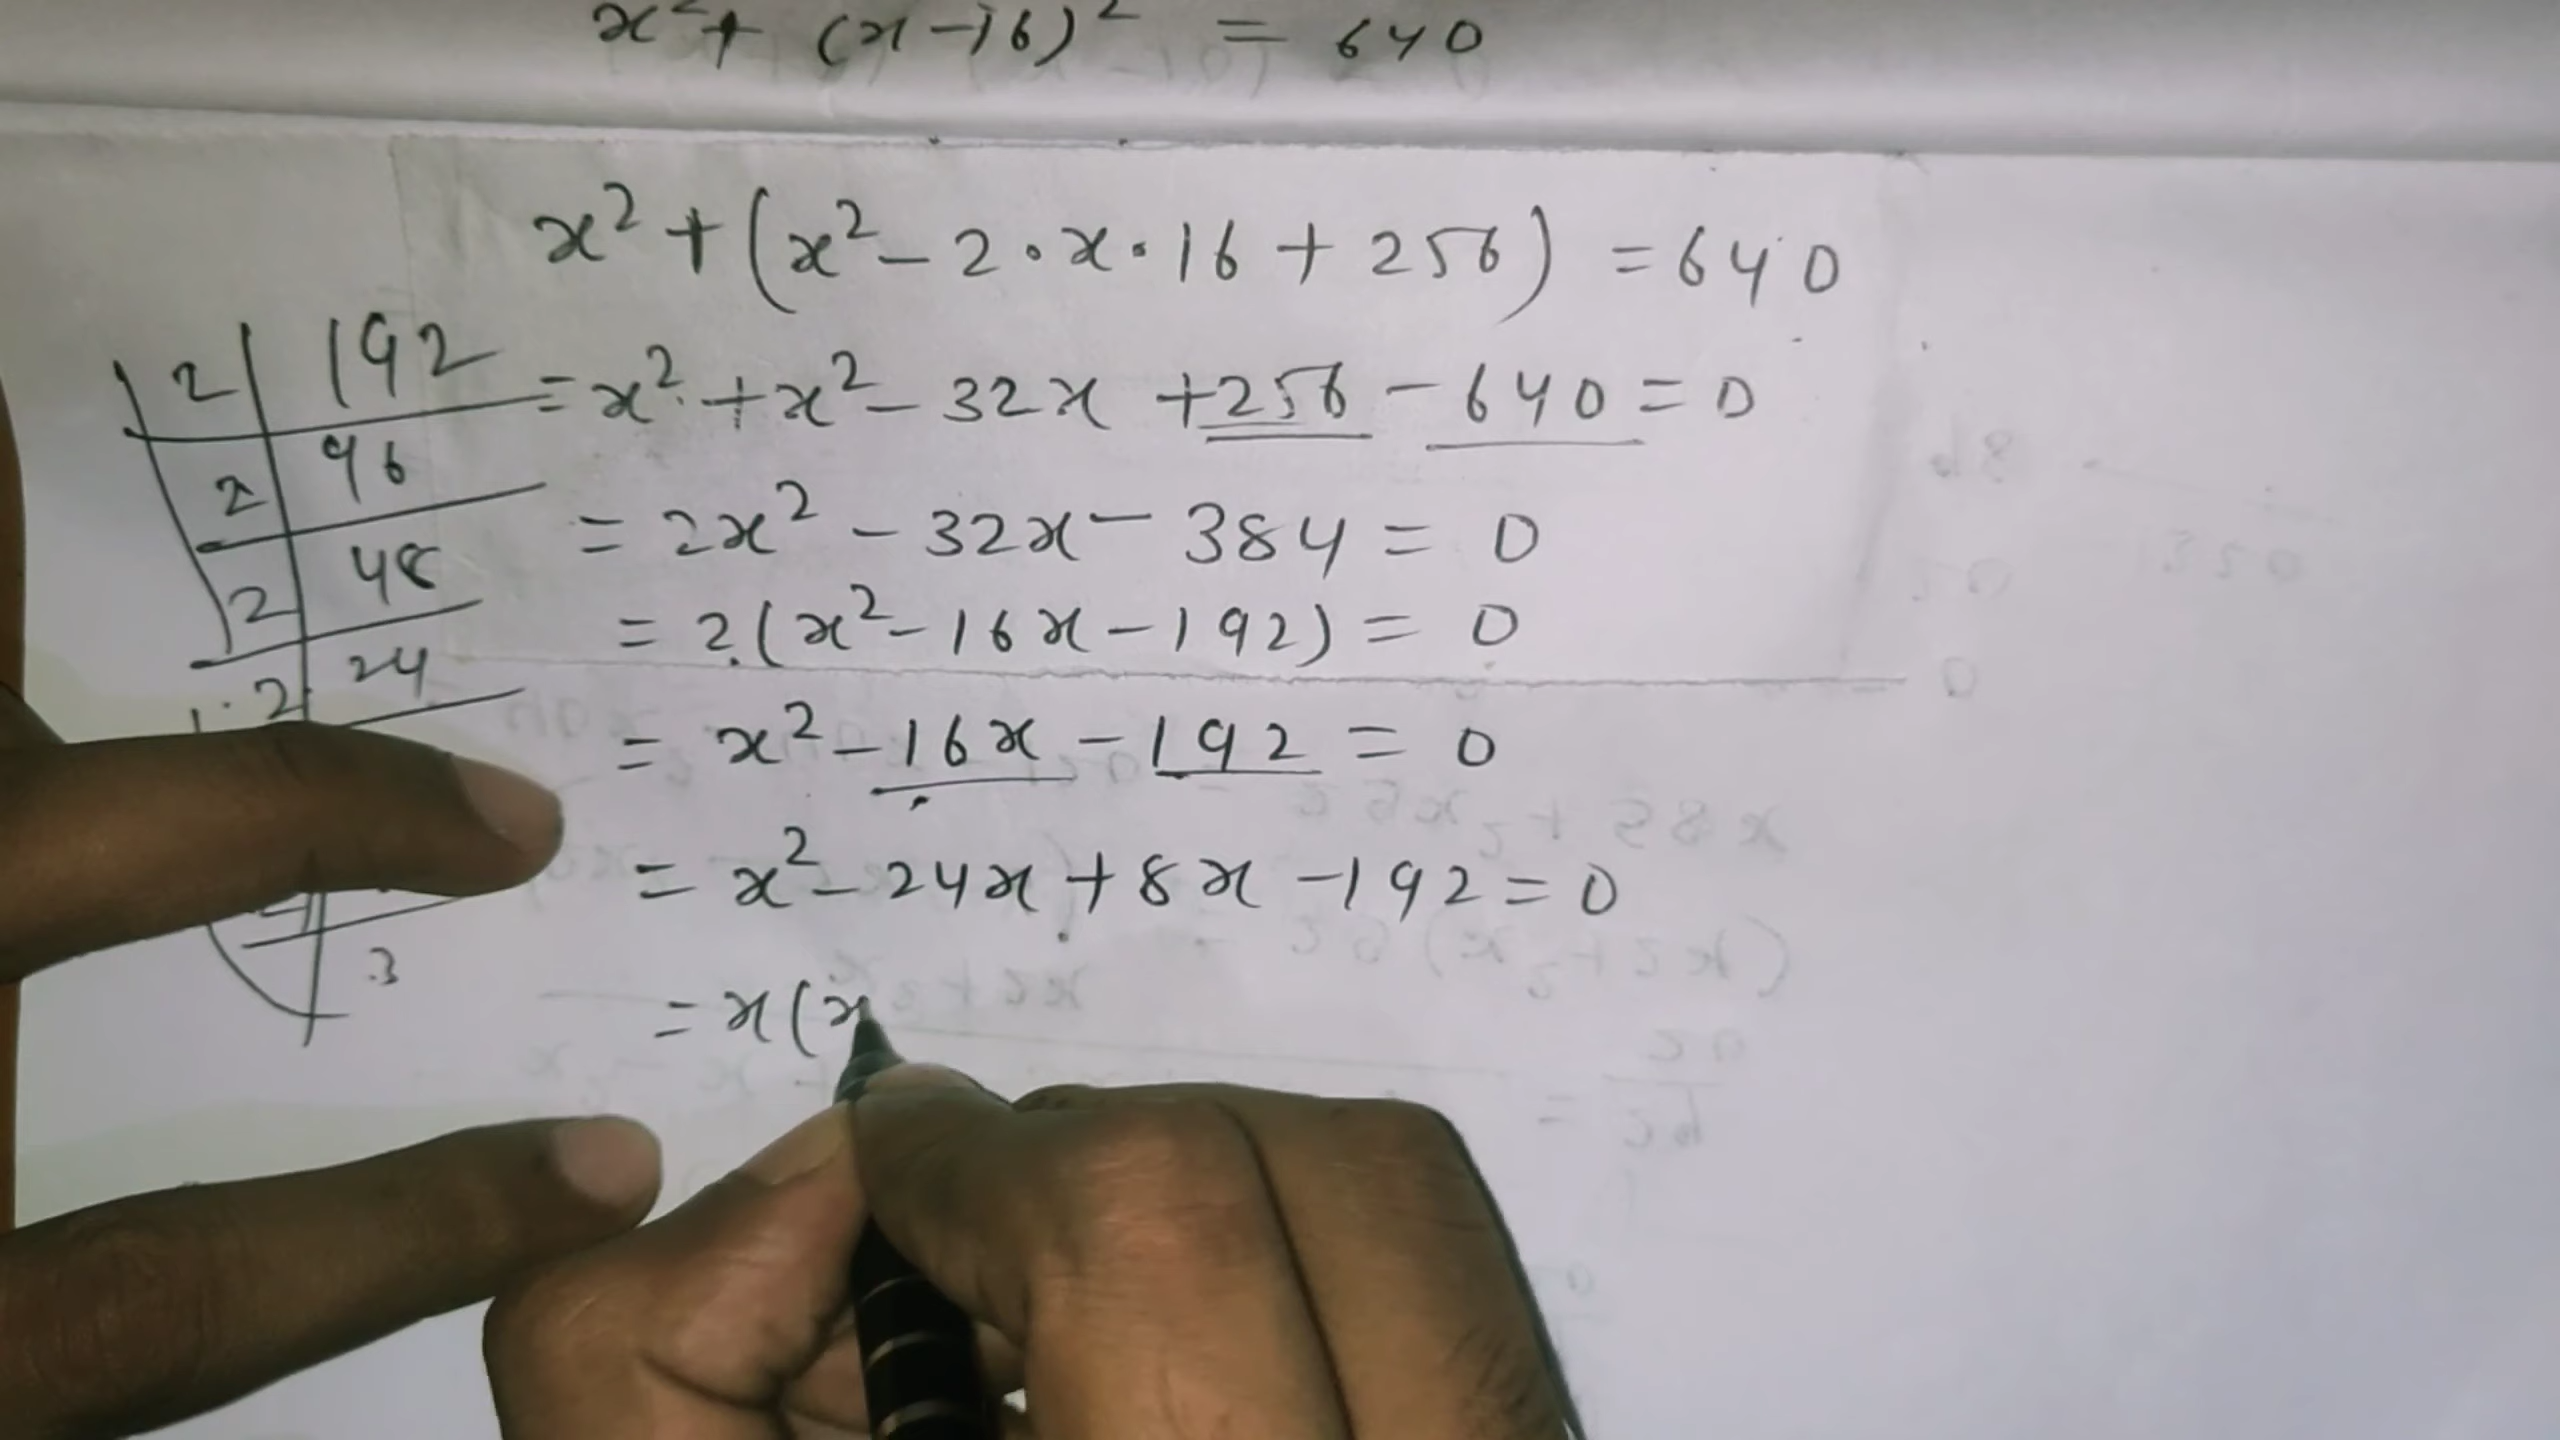 x² + (x - 16)² = 640
x² + (x² - 2 · x · 16 + 256) = 640
= x² + x² - 32x + 256 - 640 = 0
= 2x² - 32x - 384 = 0
= 2(x² - 16x - 192) = 0
= x² - 16x - 192 = 0
= x² - 24x + 8x - 192 = 0
= x(x
2 | 192
2 | 96
2 | 48
2 | 24
3